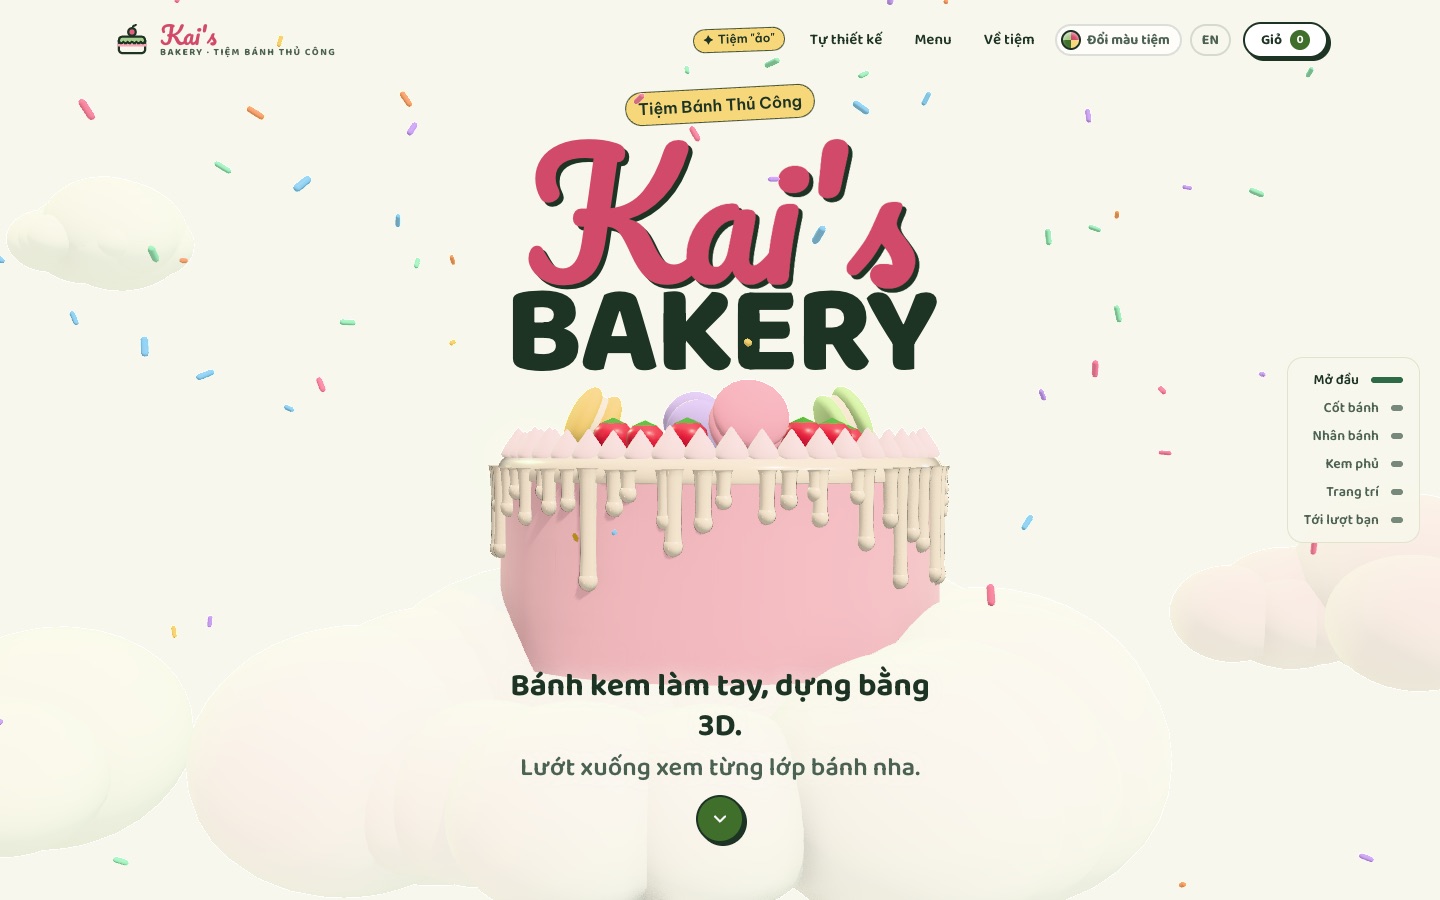 Kai's
BAKERY · TIỆM BÁNH THỦ CÔNG
✦ Tiệm "ảo"
Tự thiết kế
Menu
Về tiệm
Đổi màu tiệm
EN
Giỏ 0
Tiệm Bánh Thủ Công
Kai's
BAKERY
Mở đầu
Cốt bánh
Nhân bánh
Kem phủ
Trang trí
Tới lượt bạn
Bánh kem làm tay, dựng bằng
3D.
Lướt xuống xem từng lớp bánh nha.